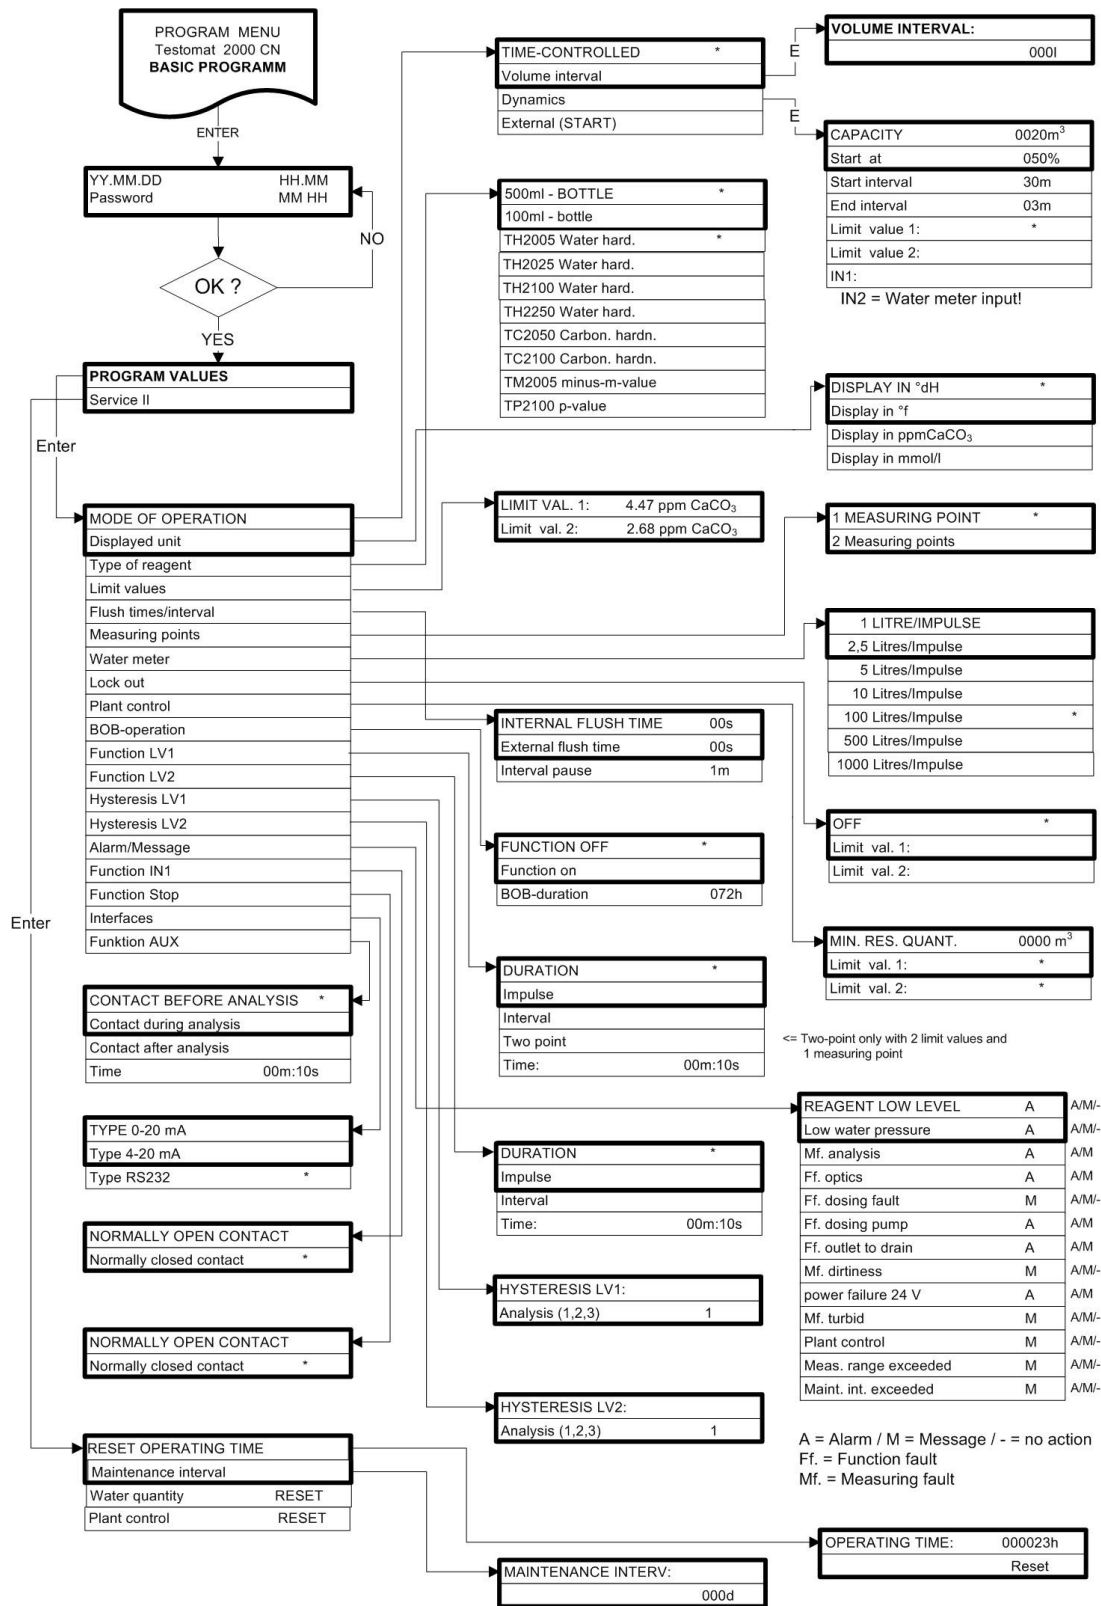 PROGRAM MENU
Testomat 2000 CN
BASIC PROGRAMM
ENTER
YY.MM.DD HH.MM
Password MM HH
NO
OK ?
YES
PROGRAM VALUES
Service II
Enter
Enter
MODE OF OPERATION
Displayed unit
Type of reagent
Limit values
Flush times/interval
Measuring points
Water meter
Lock out
Plant control
BOB-operation
Function LV1
Function LV2
Hysteresis LV1
Hysteresis LV2
Alarm/Message
Function IN1
Function Stop
Interfaces
Funktion AUX
CONTACT BEFORE ANALYSIS *
Contact during analysis
Contact after analysis
Time 00m:10s
TYPE 0-20 mA
Type 4-20 mA
Type RS232 *
NORMALLY OPEN CONTACT
Normally closed contact *
NORMALLY OPEN CONTACT
Normally closed contact *
RESET OPERATING TIME
Maintenance interval
Water quantity RESET
Plant control RESET
TIME-CONTROLLED *
Volume interval
Dynamics
External (START)
E
E
500ml - BOTTLE *
100ml - bottle
TH2005 Water hard. *
TH2025 Water hard.
TH2100 Water hard.
TH2250 Water hard.
TC2050 Carbon. hardn.
TC2100 Carbon. hardn.
TM2005 minus-m-value
TP2100 p-value
LIMIT VAL. 1: 4.47 ppm CaCO₃
Limit val. 2: 2.68 ppm CaCO₃
INTERNAL FLUSH TIME 00s
External flush time 00s
Interval pause 1m
FUNCTION OFF *
Function on
BOB-duration 072h
DURATION *
Impulse
Interval
Two point
Time: 00m:10s
<= Two-point only with 2 limit values and
1 measuring point
DURATION *
Impulse
Interval
Time: 00m:10s
HYSTERESIS LV1:
Analysis (1,2,3) 1
HYSTERESIS LV2:
Analysis (1,2,3) 1
MAINTENANCE INTERV:
000d
VOLUME INTERVAL:
000l
CAPACITY 0020m³
Start at 050%
Start interval 30m
End interval 03m
Limit value 1: *
Limit value 2:
IN1:
IN2 = Water meter input!
DISPLAY IN °dH *
Display in °f
Display in ppmCaCO₃
Display in mmol/l
1 MEASURING POINT *
2 Measuring points
1 LITRE/IMPULSE
2,5 Litres/Impulse
5 Litres/Impulse
10 Litres/Impulse
100 Litres/Impulse *
500 Litres/Impulse
1000 Litres/Impulse
OFF *
Limit val. 1:
Limit val. 2:
MIN. RES. QUANT. 0000 m³
Limit val. 1: *
Limit val. 2: *
REAGENT LOW LEVEL A A/M/-
Low water pressure A A/M/-
Mf. analysis A A/M
Ff. optics A A/M
Ff. dosing fault M A/M/-
Ff. dosing pump A A/M
Ff. outlet to drain A A/M
Mf. dirtiness M A/M/-
power failure 24 V A A/M
Mf. turbid M A/M/-
Plant control M A/M/-
Meas. range exceeded M A/M/-
Maint. int. exceeded M A/M/-
A = Alarm / M = Message / - = no action
Ff. = Function fault
Mf. = Measuring fault
OPERATING TIME: 000023h
Reset